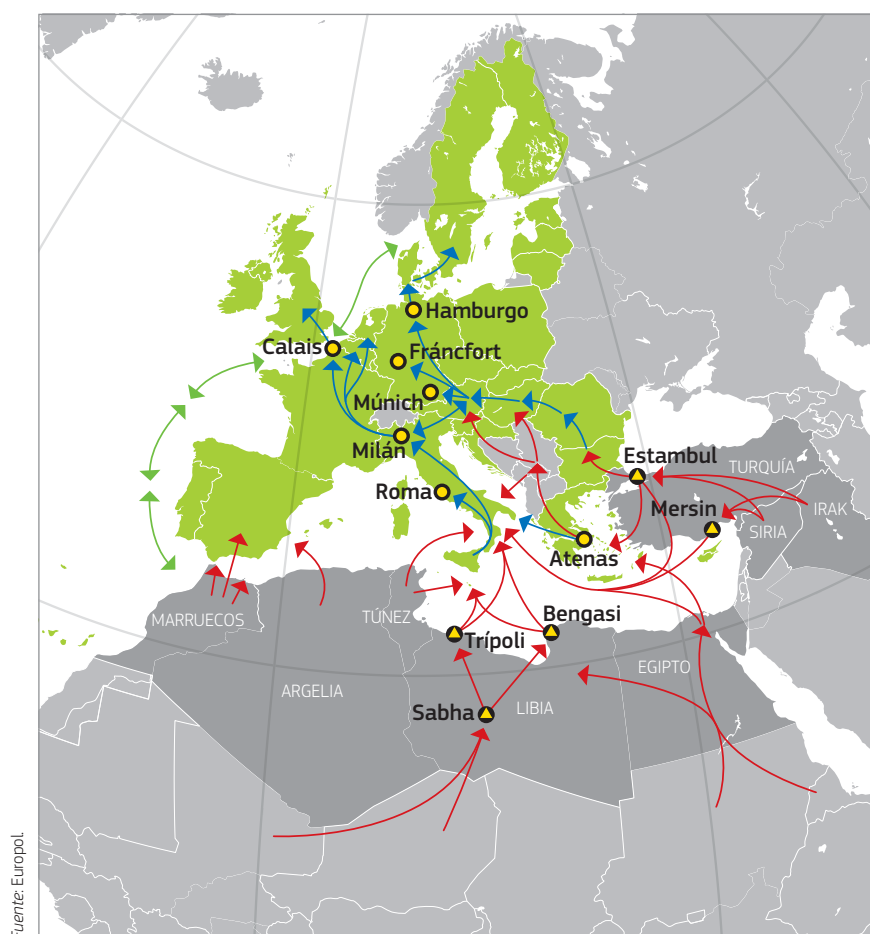 Hamburgo
Calais
Fráncfort
Múnich
Milán
Estambul
TURQUÍA
Roma
Mersin
IRAK
SIRIA
Atenas
MARRUECOS
TÚNEZ
Bengasi
Trípoli
EGIPTO
ARGELIA
Sabha
LIBIA
Fuente: Europol.